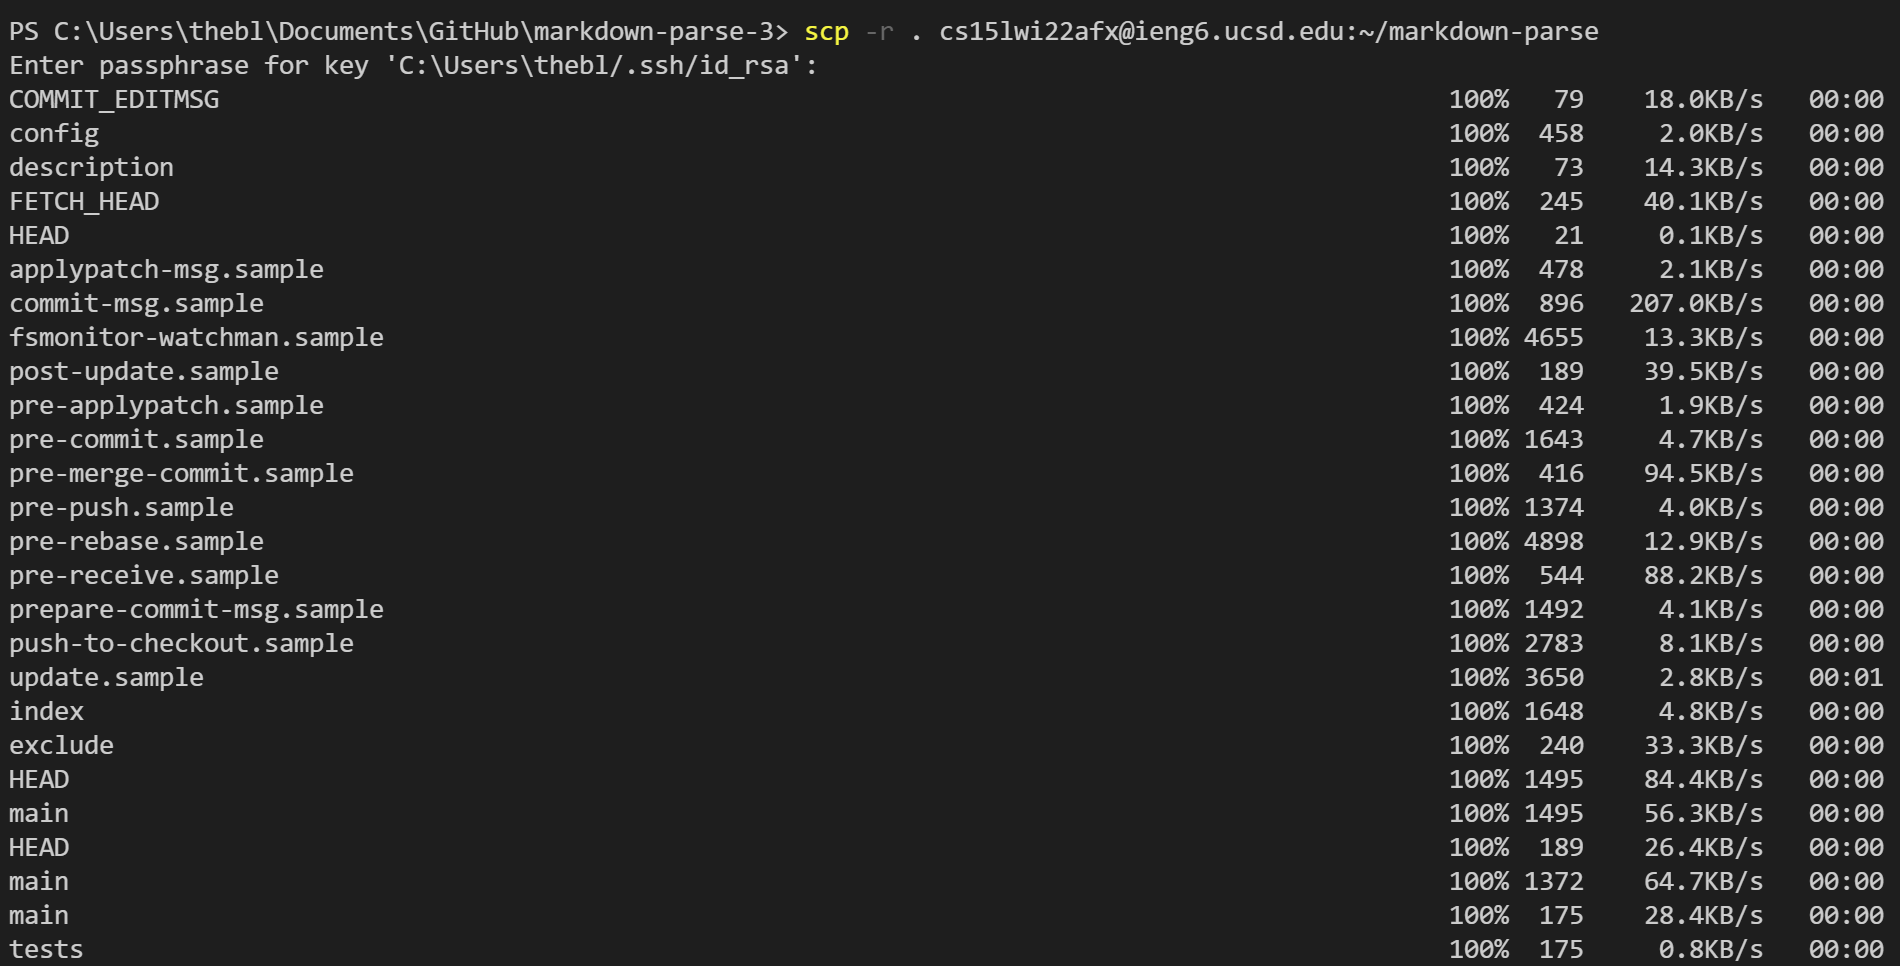 PS C:\Users\thebl\Documents\GitHub\markdown-parse-3> scp -r . cs15lwi22afx@ieng6.ucsd.edu:~/markdown-parse
Enter passphrase for key 'C:\Users\thebl/.ssh/id_rsa':
COMMIT_EDITMSG 100% 79 18.0KB/s 00:00
config 100% 458 2.0KB/s 00:00
description 100% 73 14.3KB/s 00:00
FETCH_HEAD 100% 245 40.1KB/s 00:00
HEAD 100% 21 0.1KB/s 00:00
applypatch-msg.sample 100% 478 2.1KB/s 00:00
commit-msg.sample 100% 896 207.0KB/s 00:00
fsmonitor-watchman.sample 100% 4655 13.3KB/s 00:00
post-update.sample 100% 189 39.5KB/s 00:00
pre-applypatch.sample 100% 424 1.9KB/s 00:00
pre-commit.sample 100% 1643 4.7KB/s 00:00
pre-merge-commit.sample 100% 416 94.5KB/s 00:00
pre-push.sample 100% 1374 4.0KB/s 00:00
pre-rebase.sample 100% 4898 12.9KB/s 00:00
pre-receive.sample 100% 544 88.2KB/s 00:00
prepare-commit-msg.sample 100% 1492 4.1KB/s 00:00
push-to-checkout.sample 100% 2783 8.1KB/s 00:00
update.sample 100% 3650 2.8KB/s 00:01
index 100% 1648 4.8KB/s 00:00
exclude 100% 240 33.3KB/s 00:00
HEAD 100% 1495 84.4KB/s 00:00
main 100% 1495 56.3KB/s 00:00
HEAD 100% 189 26.4KB/s 00:00
main 100% 1372 64.7KB/s 00:00
main 100% 175 28.4KB/s 00:00
tests 100% 175 0.8KB/s 00:00